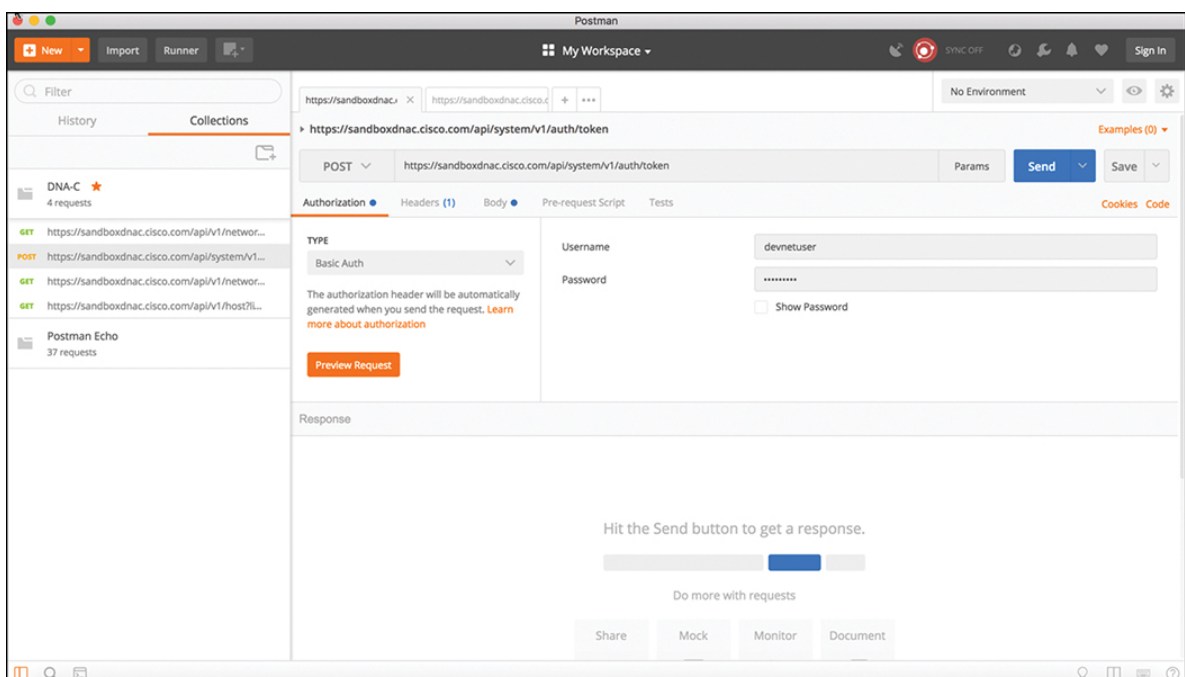 Postman
New
Import
Runner
My Workspace
SYNC OFF
Sign In
Filter
History
Collections
DNA-C
4 requests
GET https://sandboxdnac.cisco.com/api/v1/networ...
POST https://sandboxdnac.cisco.com/api/system/v1...
GET https://sandboxdnac.cisco.com/api/v1/networ...
GET https://sandboxdnac.cisco.com/api/v1/host?li...
Postman Echo
37 requests
https://sandboxdnac.
https://sandboxdnac.cisco.c
No Environment
https://sandboxdnac.cisco.com/api/system/v1/auth/token
Examples (0)
POST
https://sandboxdnac.cisco.com/api/system/v1/auth/token
Params
Send
Save
Authorization
Headers (1)
Body
Pre-request Script
Tests
Cookies
Code
TYPE
Basic Auth
The authorization header will be automatically
generated when you send the request. Learn
more about authorization
Preview Request
Username
devnetuser
Password
•••••••••
Show Password
Response
Hit the Send button to get a response.
Do more with requests
Share
Mock
Monitor
Document